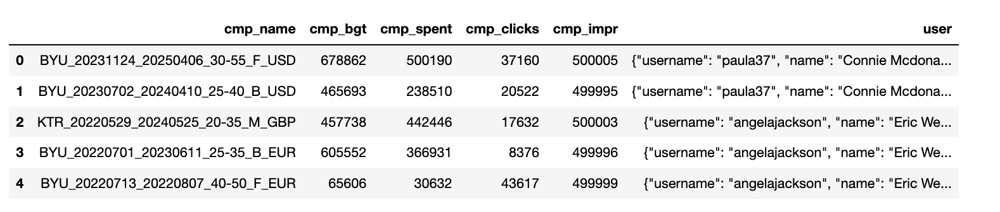 cmp_name cmp_bgt cmp_spent cmp_clicks cmp_impr user
0 BYU_20231124_20250406_30-55_F_USD 678862 500190 37160 500005 {"username": "paula37", "name": "Connie Mcdona...
1 BYU_20230702_20240410_25-40_B_USD 465693 238510 20522 499995 {"username": "paula37", "name": "Connie Mcdona...
2 KTR_20220529_20240525_20-35_M_GBP 457738 442446 17632 500003 {"username": "angelajackson", "name": "Eric We...
3 BYU_20220701_20230611_25-35_B_EUR 605552 366931 8376 499996 {"username": "angelajackson", "name": "Eric We...
4 BYU_20220713_20220807_40-50_F_EUR 65606 30632 43617 499999 {"username": "angelajackson", "name": "Eric We...